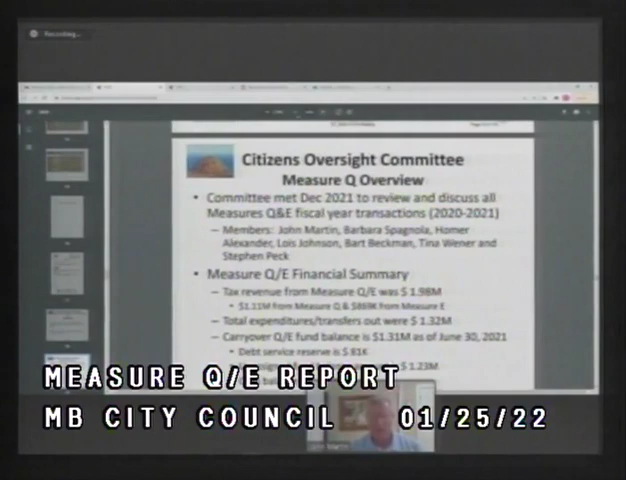 Recording...
Citizens Oversight Committee
Measure Q Overview
• Committee met Dec 2021 to review and discuss all
Measures Q&E fiscal year transactions (2020-2021)
– Members: John Martin, Barbara Spagnola, Homer
Alexander, Lois Johnson, Bart Beckman, Tina Wener and
Stephen Peck
• Measure Q/E Financial Summary
– Tax revenue from Measure Q/E was $ 1.98M
• $1.11M from Measure Q & $869K from Measure E
– Total expenditures/transfers out were $ 1.32M
– Carryover Q/E fund balance is $1.31M as of June 30, 2021
• Debt service reserve is $ 81K
$ 1.23M
MEASURE Q/E REPORT
MB CITY COUNCIL 01/25/22